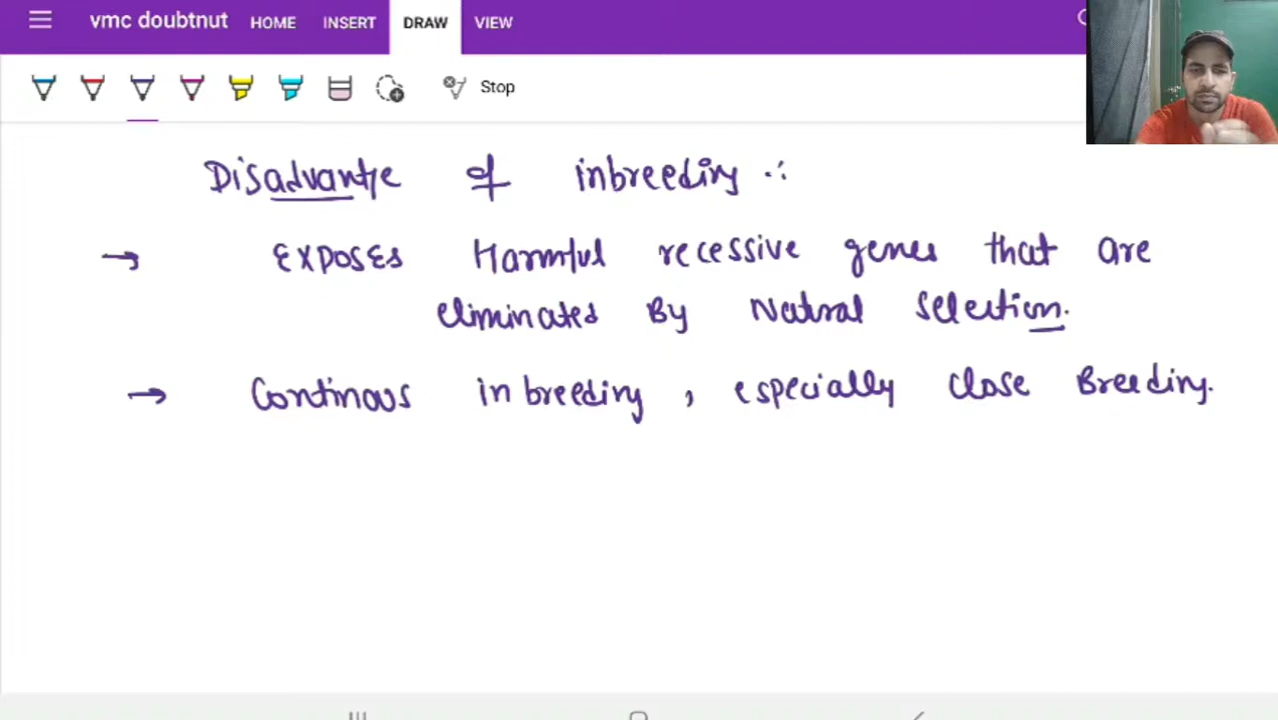 vmc doubtnut HOME INSERT DRAW VIEW
Stop
Disadvantje of inbreeding :
→ Exposes Harmful recessive genes that are
eliminated By Natural Selection.
→ Continous inbreeding, especially close Breeding.